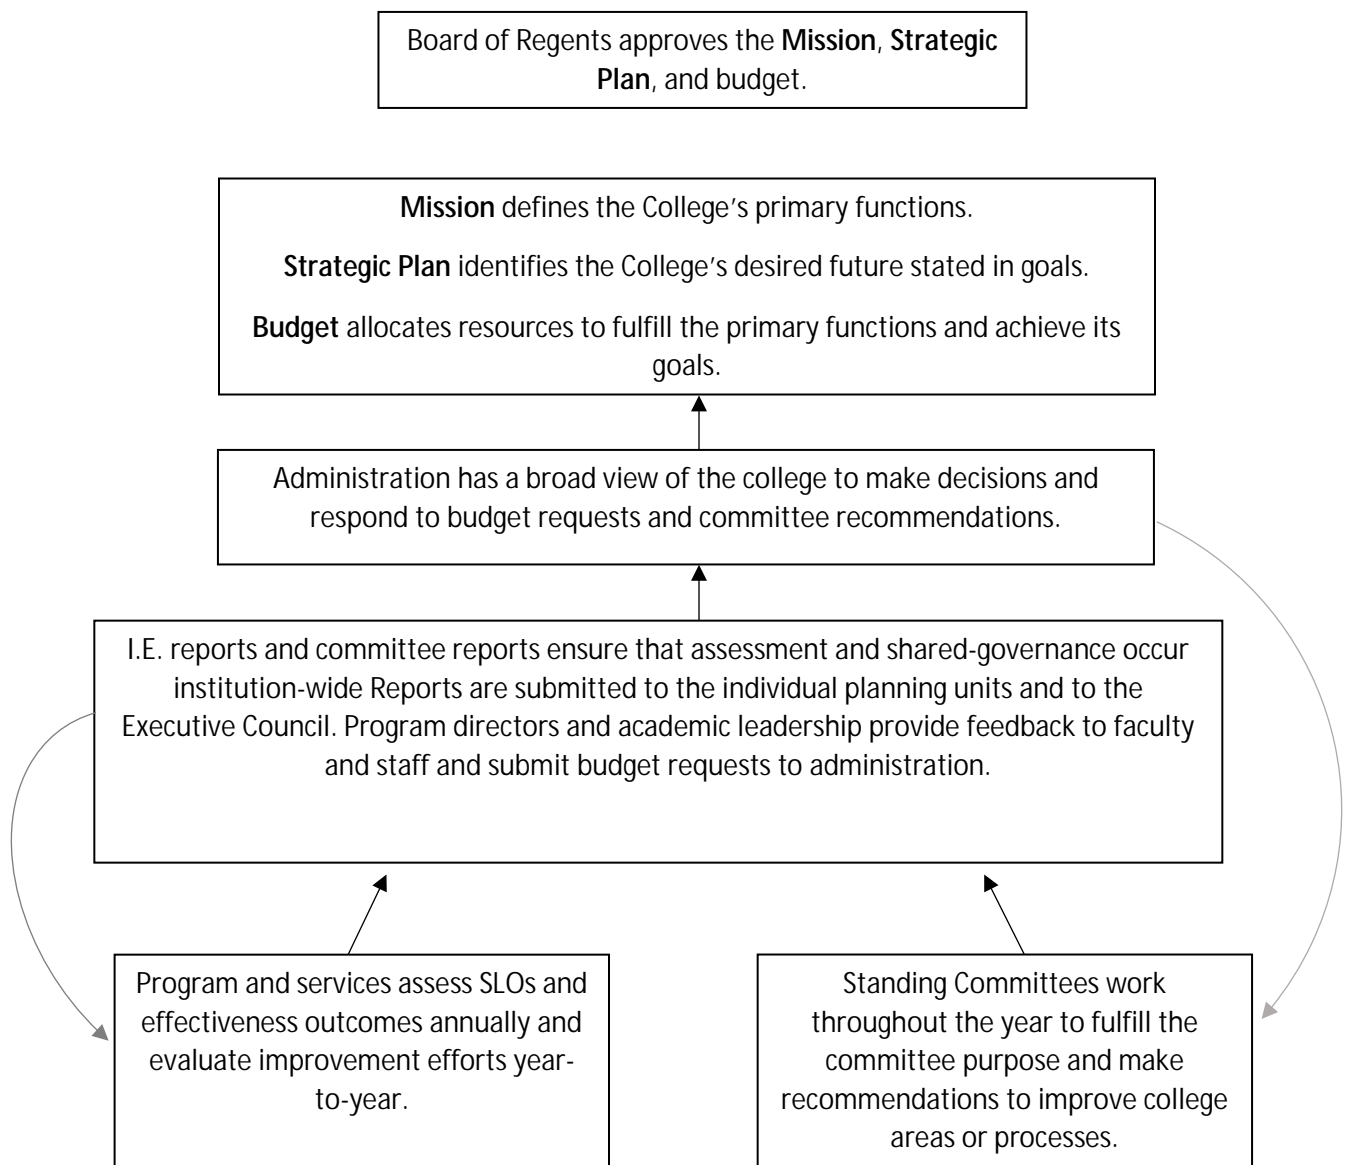 Board of Regents approves the Mission, Strategic
Plan, and budget.
Mission defines the College's primary functions.
Strategic Plan identifies the College's desired future stated in goals.
Budget allocates resources to fulfill the primary functions and achieve its
goals.
Administration has a broad view of the college to make decisions and
respond to budget requests and committee recommendations.
I.E. reports and committee reports ensure that assessment and shared-governance occur
institution-wide Reports are submitted to the individual planning units and to the
Executive Council. Program directors and academic leadership provide feedback to faculty
and staff and submit budget requests to administration.
Program and services assess SLOs and
effectiveness outcomes annually and
evaluate improvement efforts year-
to-year.
Standing Committees work
throughout the year to fulfill the
committee purpose and make
recommendations to improve college
areas or processes.